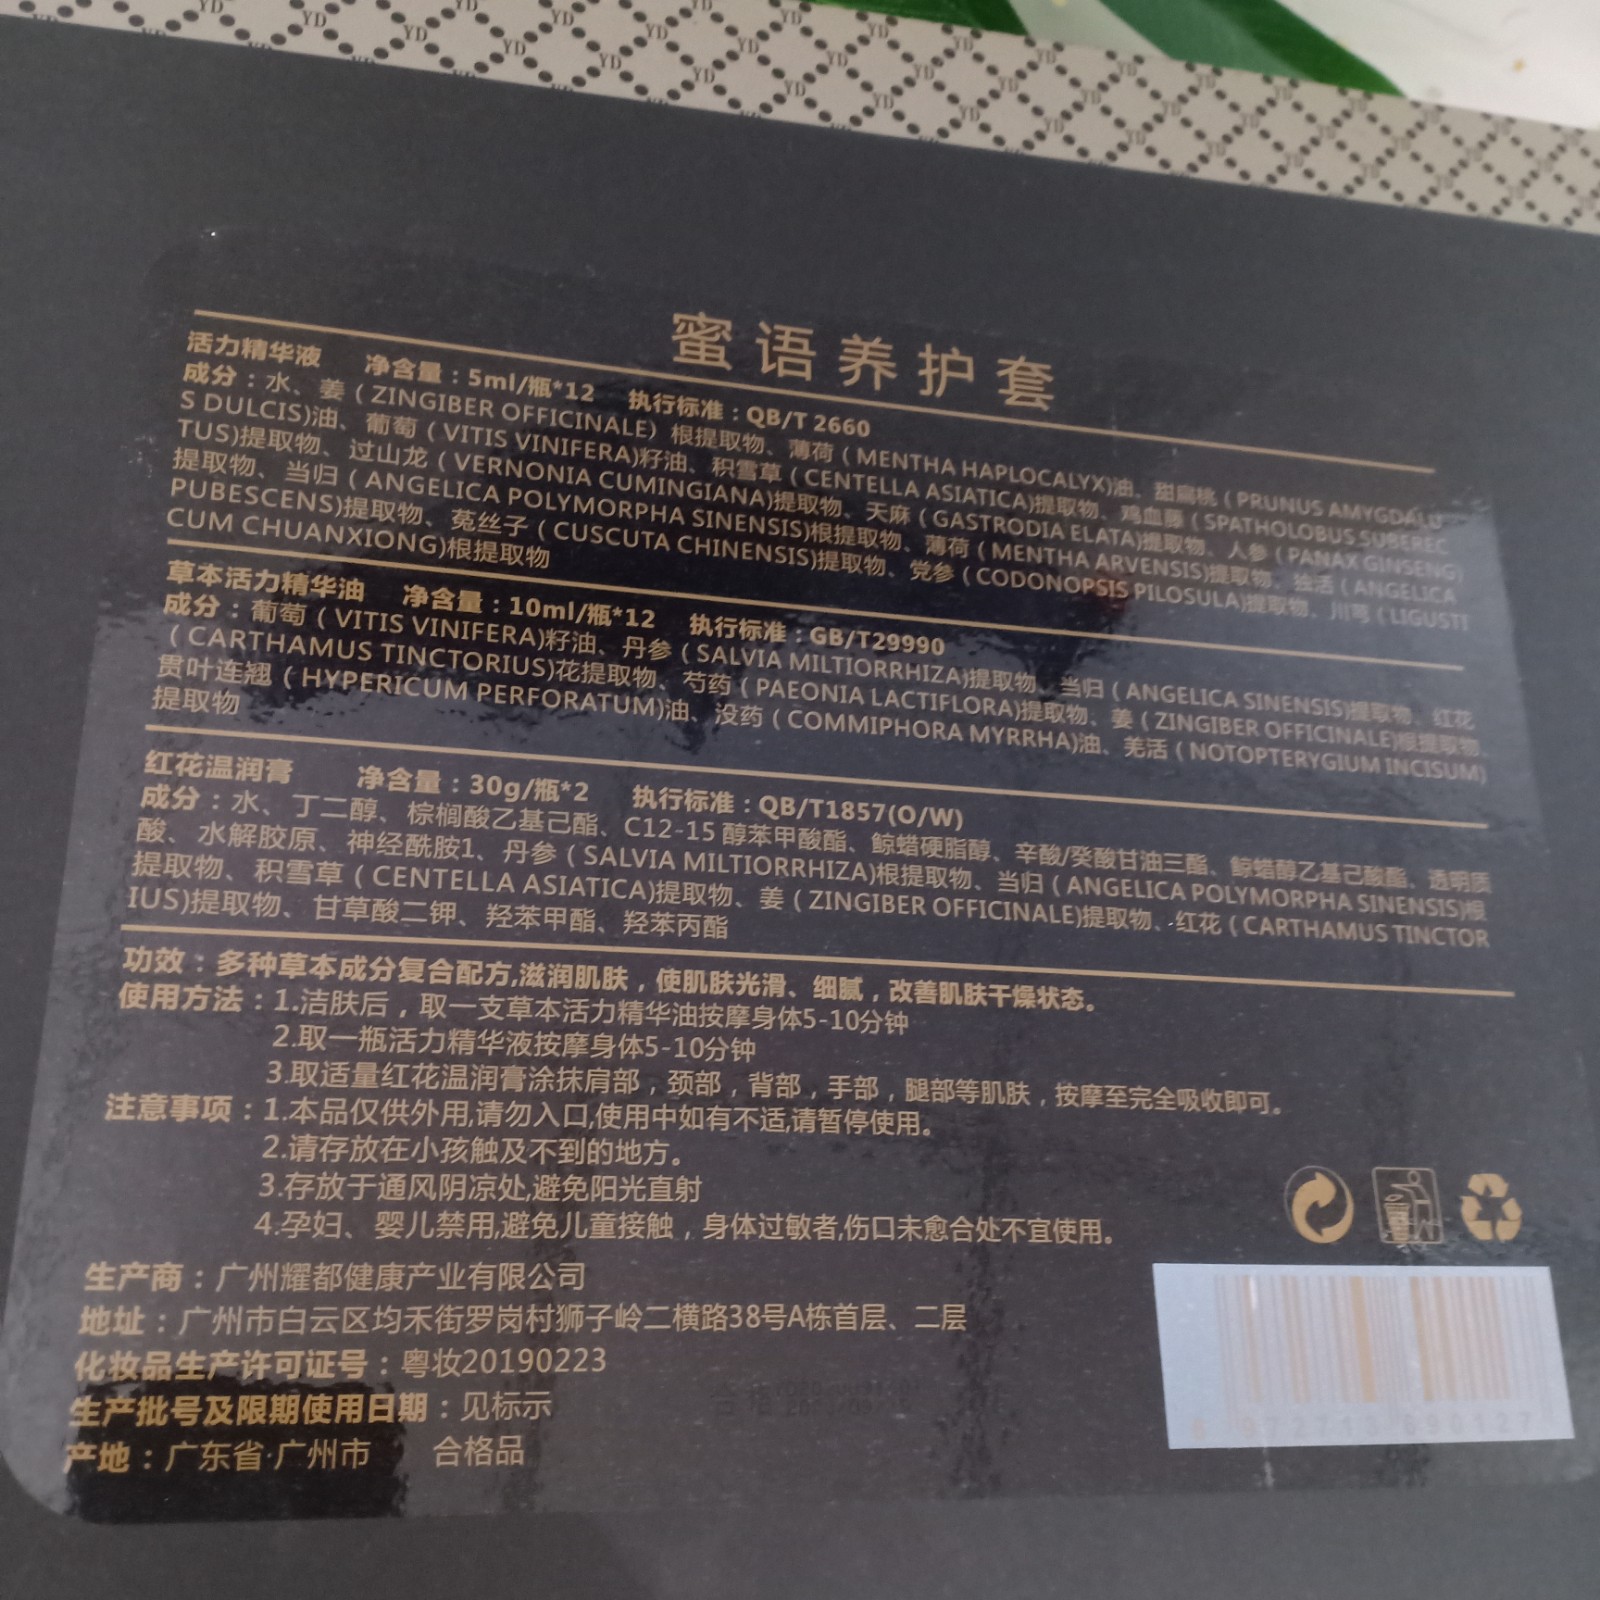 蜜语养护套
活力精华液 净含量：5ml/瓶*12 执行标准：QB/T 2660
成分：水、姜（ZINGIBER OFFICINALE）根提取物、薄荷（MENTHA HAPLOCALYX)油、甜扁桃（PRUNUS AMYGDALU
S DULCIS)油、葡萄（VITIS VINIFERA)籽油、积雪草（CENTELLA ASIATICA)提取物、鸡血藤（SPATHOLOBUS SUBEREC
TUS)提取物、过山龙（VERNONIA CUMINGIANA)提取物、天麻（GASTRODIA ELATA)提取物、人参（PANAX GINSENG)
提取物、当归（ANGELICA POLYMORPHA SINENSIS)根提取物、薄荷（MENTHA ARVENSIS)提取物、独活（ANGELICA
PUBESCENS)提取物、菟丝子（CUSCUTA CHINENSIS)提取物、党参（CODONOPSIS PILOSULA)提取物、川芎（LIGUSTI
CUM CHUANXIONG)根提取物
草本活力精华油 净含量：10ml/瓶*12 执行标准：GB/T29990
成分：葡萄（VITIS VINIFERA)籽油、丹参（SALVIA MILTIORRHIZA)提取物、当归（ANGELICA SINENSIS)提取物、红花
（CARTHAMUS TINCTORIUS)花提取物、芍药（PAEONIA LACTIFLORA)提取物、姜（ZINGIBER OFFICINALE)根提取物、
贯叶连翘（HYPERICUM PERFORATUM)油、没药（COMMIPHORA MYRRHA)油、羌活（NOTOPTERYGIUM INCISUM)
提取物
红花温润膏 净含量：30g/瓶*2 执行标准：QB/T1857(O/W)
成分：水、丁二醇、棕榈酸乙基己酯、C12-15 醇苯甲酸酯、鲸蜡硬脂醇、辛酸/癸酸甘油三酯、鲸蜡醇乙基己酸酯、透明质
酸、水解胶原、神经酰胺1、丹参（SALVIA MILTIORRHIZA)根提取物、当归（ANGELICA POLYMORPHA SINENSIS)根
提取物、积雪草（CENTELLA ASIATICA)提取物、姜（ZINGIBER OFFICINALE)提取物、红花（CARTHAMUS TINCTOR
IUS)提取物、甘草酸二钾、羟苯甲酯、羟苯丙酯
功效：多种草本成分复合配方,滋润肌肤，使肌肤光滑、细腻，改善肌肤干燥状态。
使用方法：1.洁肤后，取一支草本活力精华油按摩身体5-10分钟
2.取一瓶活力精华液按摩身体5-10分钟
3.取适量红花温润膏涂抹肩部，颈部，背部，手部，腿部等肌肤，按摩至完全吸收即可。
注意事项：1.本品仅供外用,请勿入口,使用中如有不适,请暂停使用。
2.请存放在小孩触及不到的地方。
3.存放于通风阴凉处,避免阳光直射
4.孕妇、婴儿禁用,避免儿童接触，身体过敏者,伤口未愈合处不宜使用。
生产商：广州耀都健康产业有限公司
地址：广州市白云区均禾街罗岗村狮子岭二横路38号A栋首层、二层
化妆品生产许可证号：粤妆20190223
生产批号及限期使用日期：见标示
产地：广东省·广州市 合格品
6 972713 690127